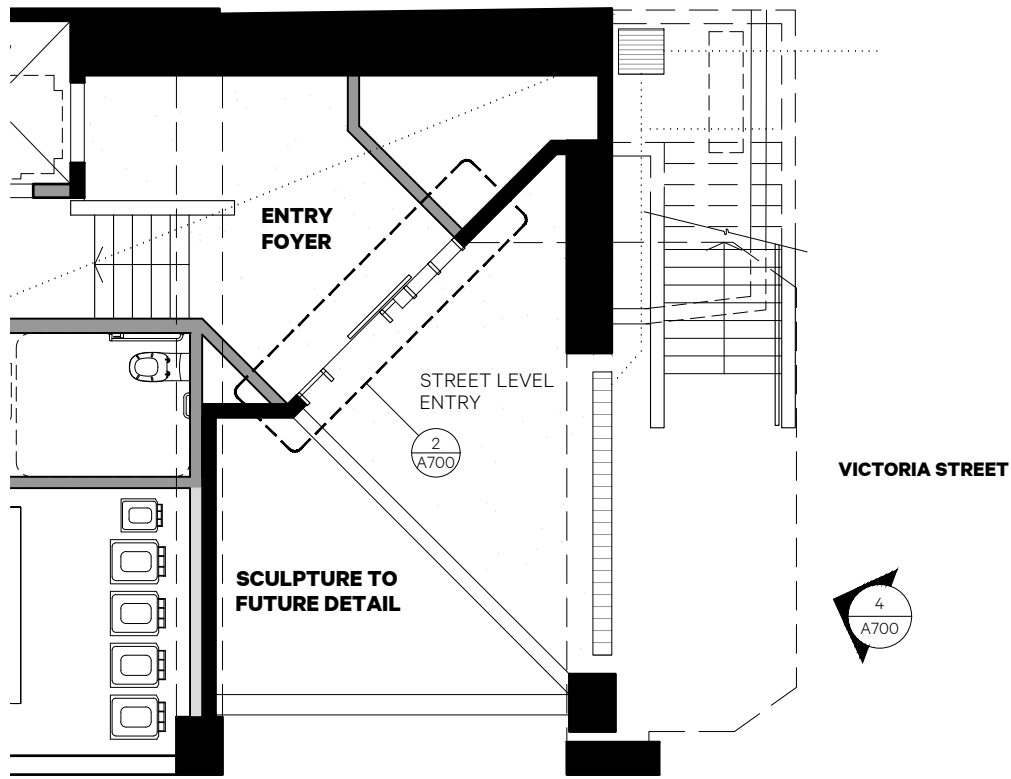 ENTRY
FOYER
STREET LEVEL
ENTRY
2
A700
VICTORIA STREET
SCULPTURE TO
FUTURE DETAIL
4
A700